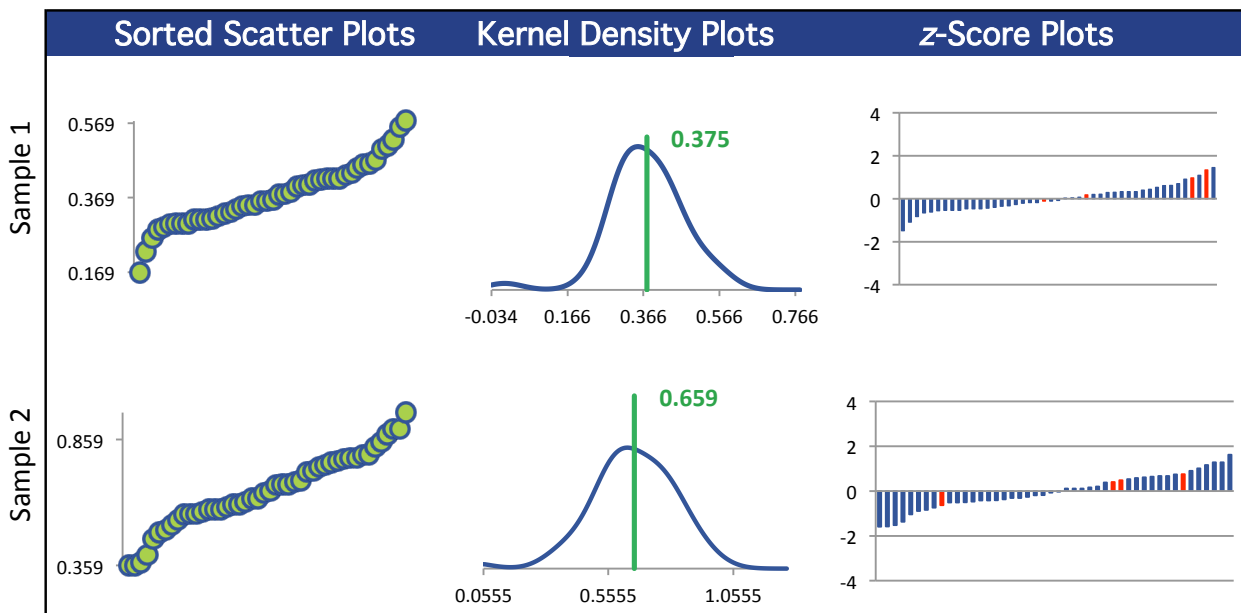 Sorted Scatter Plots
Kernel Density Plots
z-Score Plots
Sample 1
0.569
0.369
0.169
0.375
-0.034 0.166 0.366 0.566 0.766
4
2
0
-2
-4
Sample 2
0.859
0.359
0.659
0.0555 0.5555 1.0555
4
2
0
-2
-4